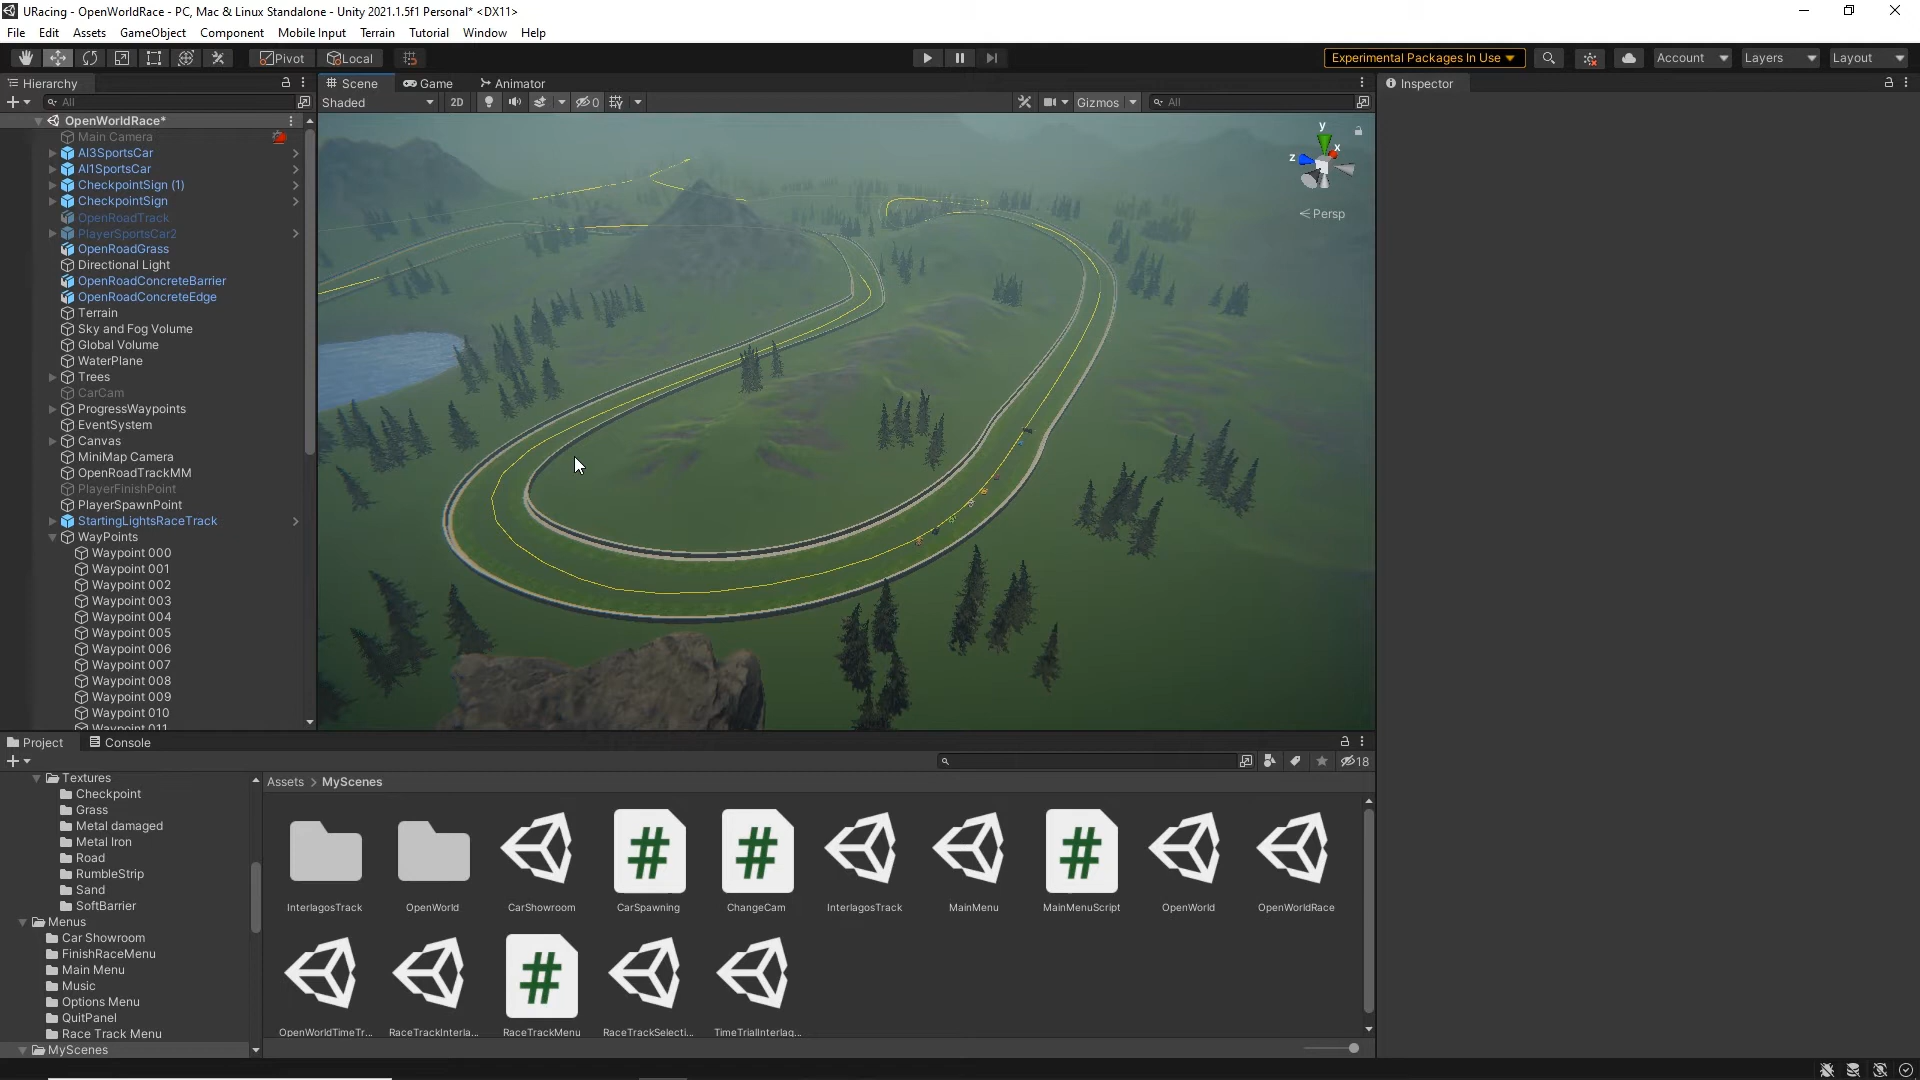 URacing - OpenWorldRace - PC, Mac & Linux Standalone - Unity 2021.1.5f1 Personal* <DX11>
File Edit Assets GameObject Component Mobile Input Terrain Tutorial Window Help
Pivot Local Experimental Packages In Use Account Layers Layout
Hierarchy
All
OpenWorldRace*
Main Camera
AI3SportsCar
AI1SportsCar
CheckpointSign (1)
CheckpointSign
OpenRoadTrack
PlayerSportsCar2
OpenRoadGrass
Directional Light
OpenRoadConcreteBarrier
OpenRoadConcreteEdge
Terrain
Sky and Fog Volume
Global Volume
WaterPlane
Trees
CarCam
ProgressWaypoints
EventSystem
Canvas
MiniMap Camera
OpenRoadTrackMM
PlayerFinishPoint
PlayerSpawnPoint
StartingLightsRaceTrack
WayPoints
Waypoint 000
Waypoint 001
Waypoint 002
Waypoint 003
Waypoint 004
Waypoint 005
Waypoint 006
Waypoint 007
Waypoint 008
Waypoint 009
Waypoint 010
Waypoint 011
Scene Game Animator
Shaded 2D 0 Gizmos All
y
x
z
Persp
Inspector
Project Console
18
Textures
Checkpoint
Grass
Metal damaged
Metal Iron
Road
RumbleStrip
Sand
SoftBarrier
Menus
Car Showroom
FinishRaceMenu
Main Menu
Music
Options Menu
QuitPanel
Race Track Menu
MyScenes
Assets > MyScenes
InterlagosTrack OpenWorld CarShowroom CarSpawning ChangeCam InterlagosTrack MainMenu MainMenuScript OpenWorld OpenWorldRace
OpenWorldTimeTr... RaceTrackInterla... RaceTrackMenu RaceTrackSelecti... TimeTrialInterlag...